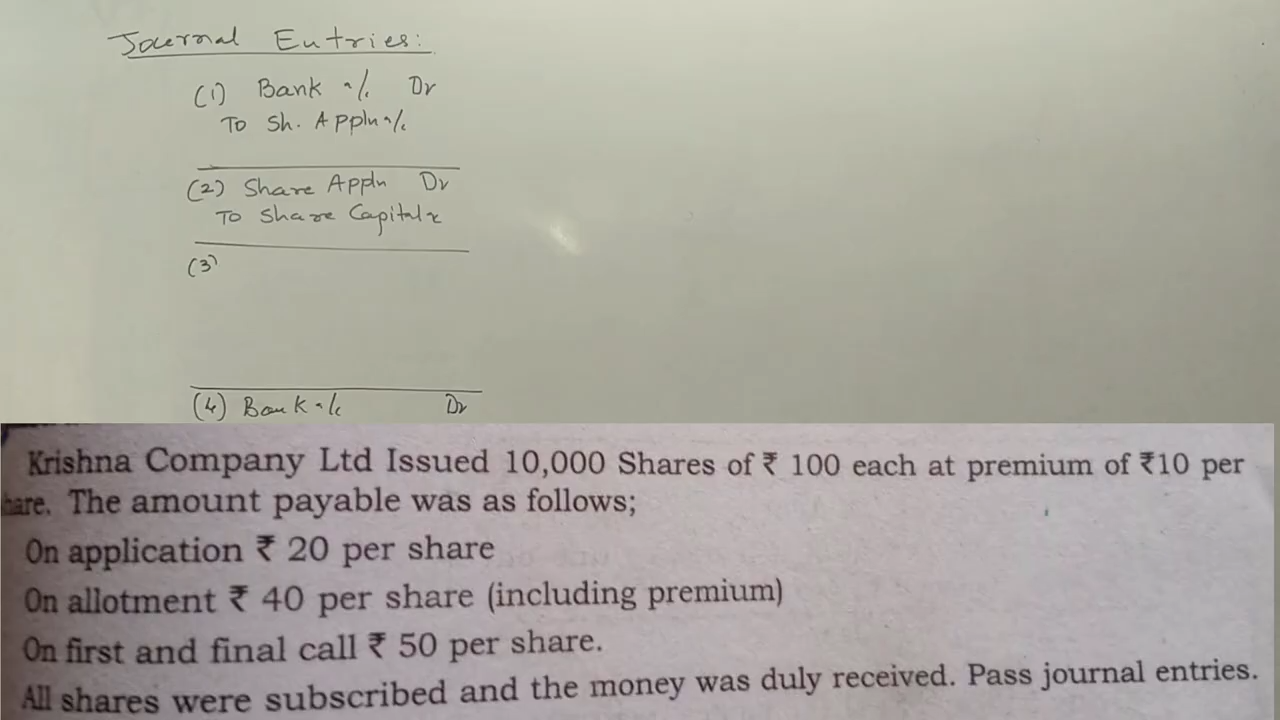 Journal Entries:
(1) Bank a/c Dr
To Sh. Appln a/c
(2) Share Appln Dr
To Share Capital
(3)
(4) Bank a/c Dr
Krishna Company Ltd Issued 10,000 Shares of ₹ 100 each at premium of ₹10 per
hare. The amount payable was as follows;
On application ₹ 20 per share
On allotment ₹ 40 per share (including premium)
On first and final call ₹ 50 per share.
All shares were subscribed and the money was duly received. Pass journal entries.